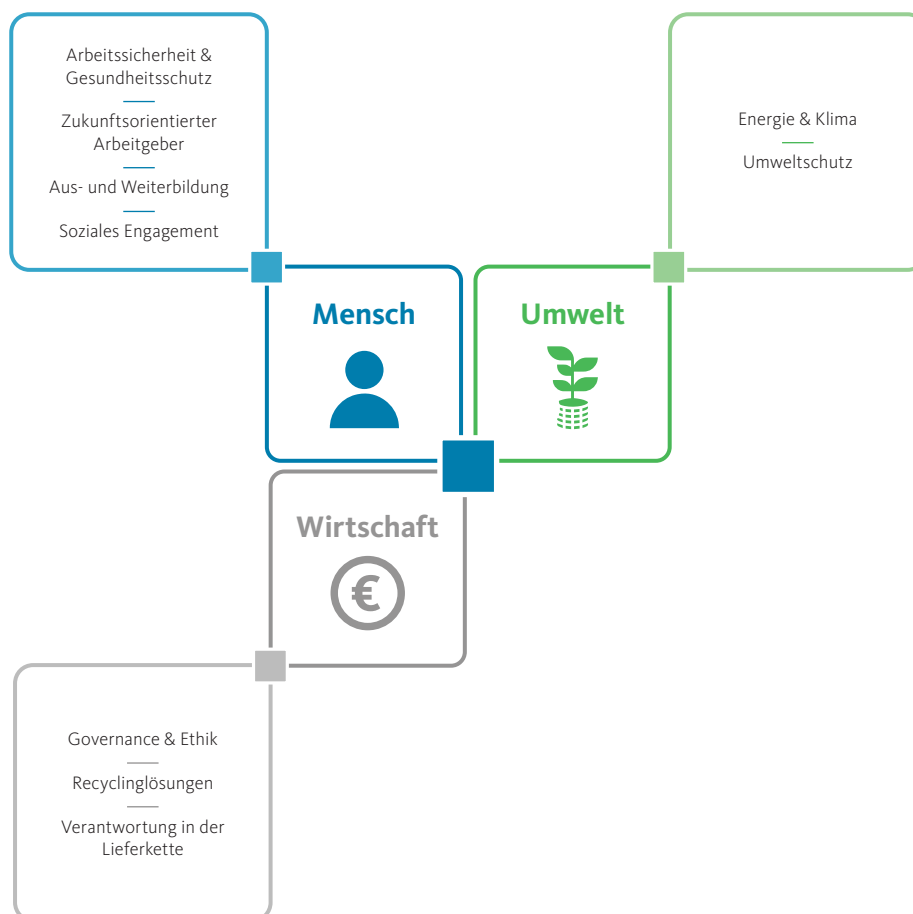 Arbeitssicherheit &
Gesundheitsschutz
Zukunftsorientierter
Arbeitgeber
Aus- und Weiterbildung
Soziales Engagement
Energie & Klima
Umweltschutz
Mensch
Umwelt
Wirtschaft
€
Governance & Ethik
Recyclinglösungen
Verantwortung in der
Lieferkette